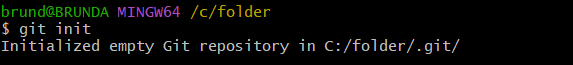 brund@BRUNDA MINGW64 /c/folder
$ git init
Initialized empty Git repository in C:/folder/.git/